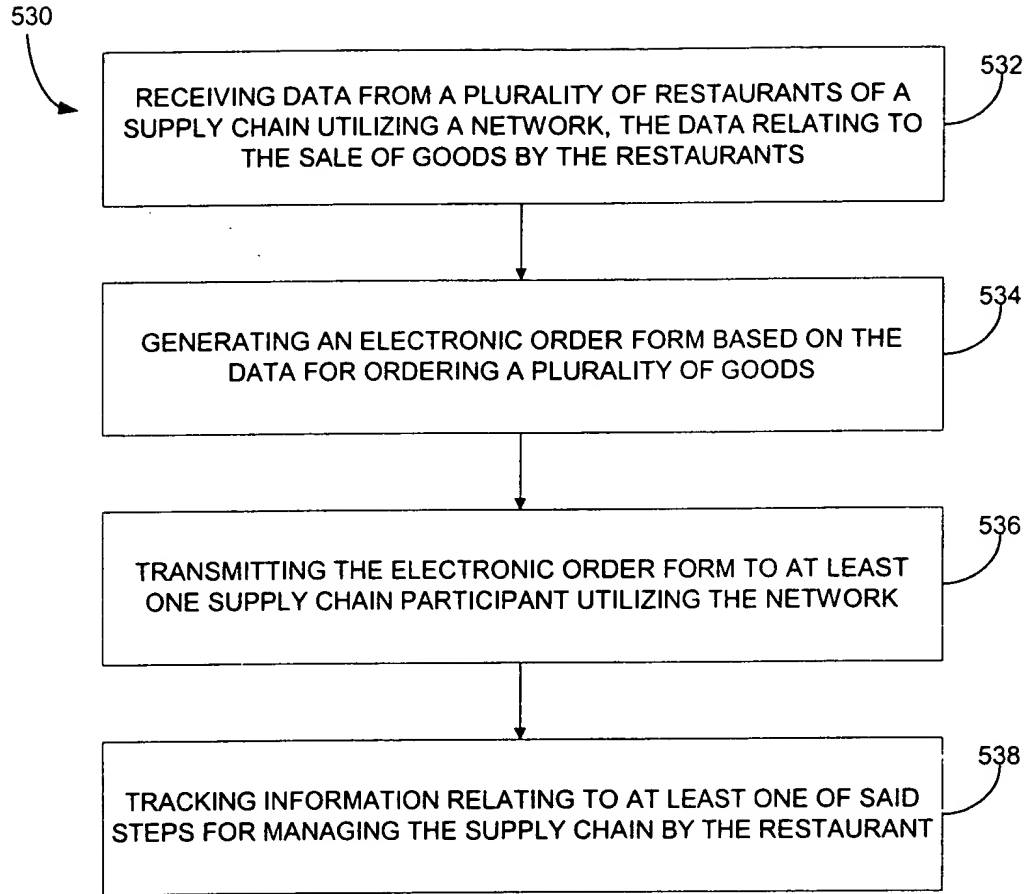 530
532
RECEIVING DATA FROM A PLURALITY OF RESTAURANTS OF A
SUPPLY CHAIN UTILIZING A NETWORK, THE DATA RELATING TO
THE SALE OF GOODS BY THE RESTAURANTS
534
GENERATING AN ELECTRONIC ORDER FORM BASED ON THE
DATA FOR ORDERING A PLURALITY OF GOODS
536
TRANSMITTING THE ELECTRONIC ORDER FORM TO AT LEAST
ONE SUPPLY CHAIN PARTICIPANT UTILIZING THE NETWORK
538
TRACKING INFORMATION RELATING TO AT LEAST ONE OF SAID
STEPS FOR MANAGING THE SUPPLY CHAIN BY THE RESTAURANT